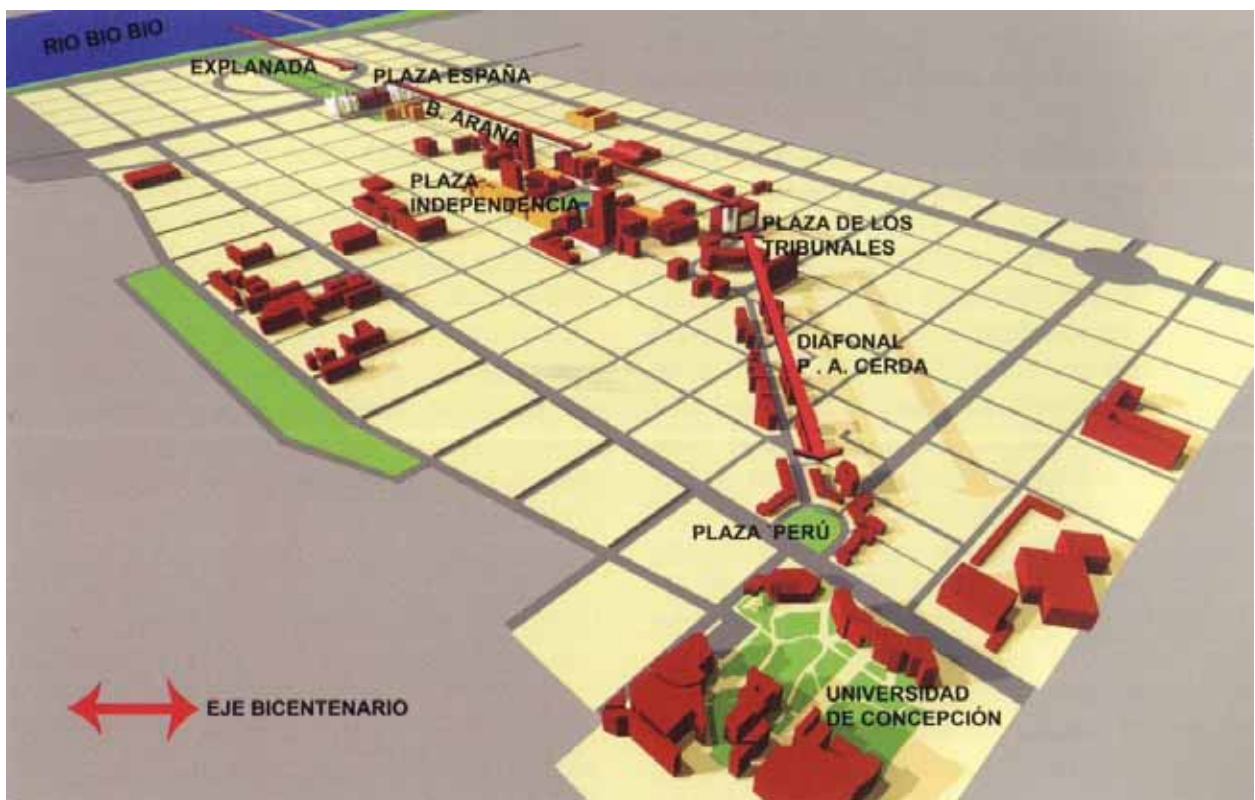 RIO BIO BIO
EXPLANADA
PLAZA ESPAÑA
B. ARANA
PLAZA
INDEPENDENCIA
PLAZA DE LOS
TRIBUNALES
DIAFONAL
P . A. CERDA
PLAZA PERÚ
UNIVERSIDAD
DE CONCEPCIÓN
EJE BICENTENARIO